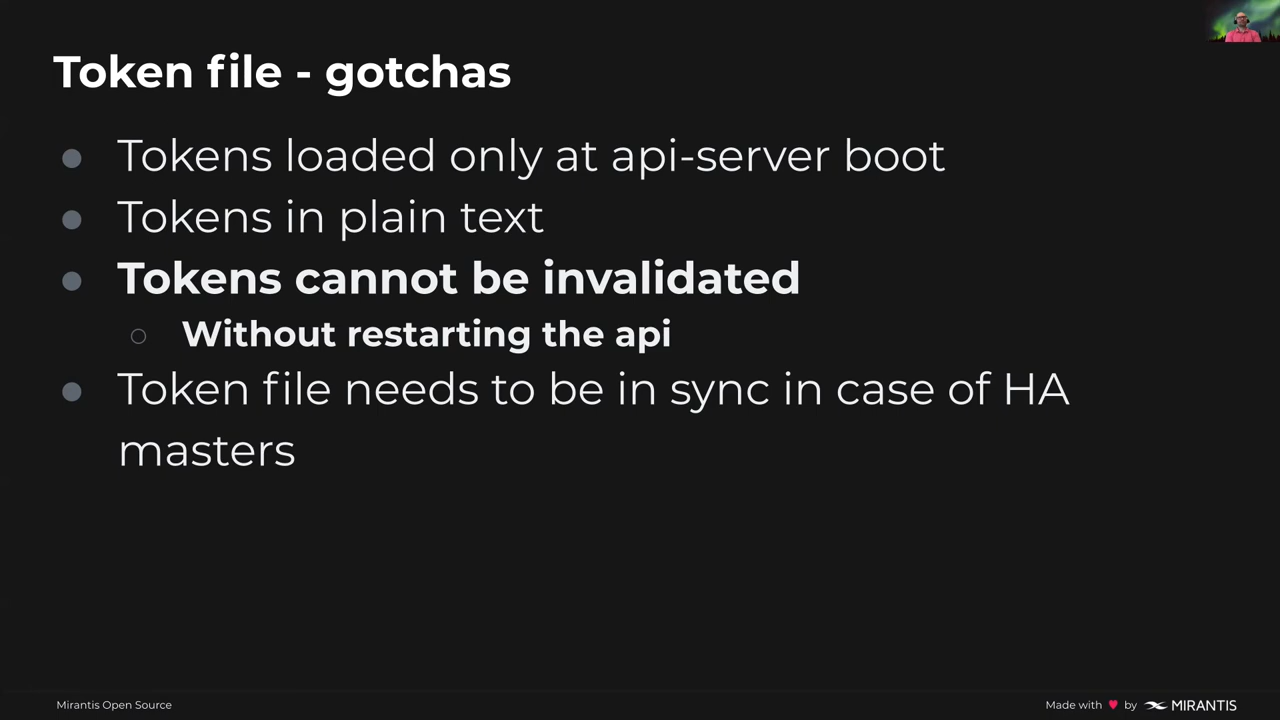 Token file - gotchas
Tokens loaded only at api-server boot
Tokens in plain text
Tokens cannot be invalidated
Without restarting the api
Token file needs to be in sync in case of HA
masters
Mirantis Open Source
Made with ♥ by MIRANTIS